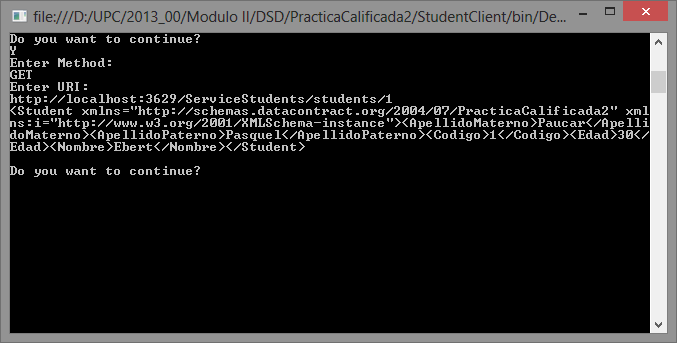 file:///D:/UPC/2013_00/Modulo II/DSD/PracticaCalificada2/StudentClient/bin/De...
Do you want to continue?
Y
Enter Method:
GET
Enter URI:
http://localhost:3629/ServiceStudents/students/1
<Student xmlns="http://schemas.datacontract.org/2004/07/PracticaCalificada2" xml
ns:i="http://www.w3.org/2001/XMLSchema-instance"><ApellidoMaterno>Paucar</Apelli
doMaterno><ApellidoPaterno>Pasquel</ApellidoPaterno><Codigo>1</Codigo><Edad>30</
Edad><Nombre>Ebert</Nombre></Student>
Do you want to continue?